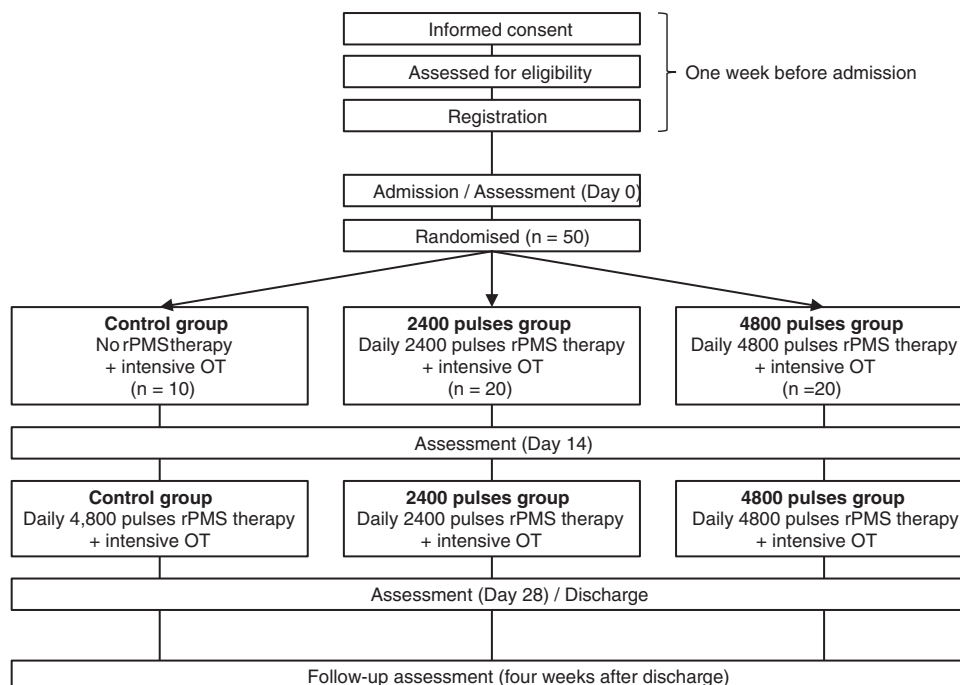 Informed consent
Assessed for eligibility
One week before admission
Registration
Admission / Assessment (Day 0)
Randomised (n = 50)
Control group
No rPMS therapy
+ intensive OT
(n = 10)
2400 pulses group
Daily 2400 pulses rPMS therapy
+ intensive OT
(n = 20)
4800 pulses group
Daily 4800 pulses rPMS therapy
+ intensive OT
(n =20)
Assessment (Day 14)
Control group
Daily 4,800 pulses rPMS therapy
+ intensive OT
2400 pulses group
Daily 2400 pulses rPMS therapy
+ intensive OT
4800 pulses group
Daily 4800 pulses rPMS therapy
+ intensive OT
Assessment (Day 28) / Discharge
Follow-up assessment (four weeks after discharge)